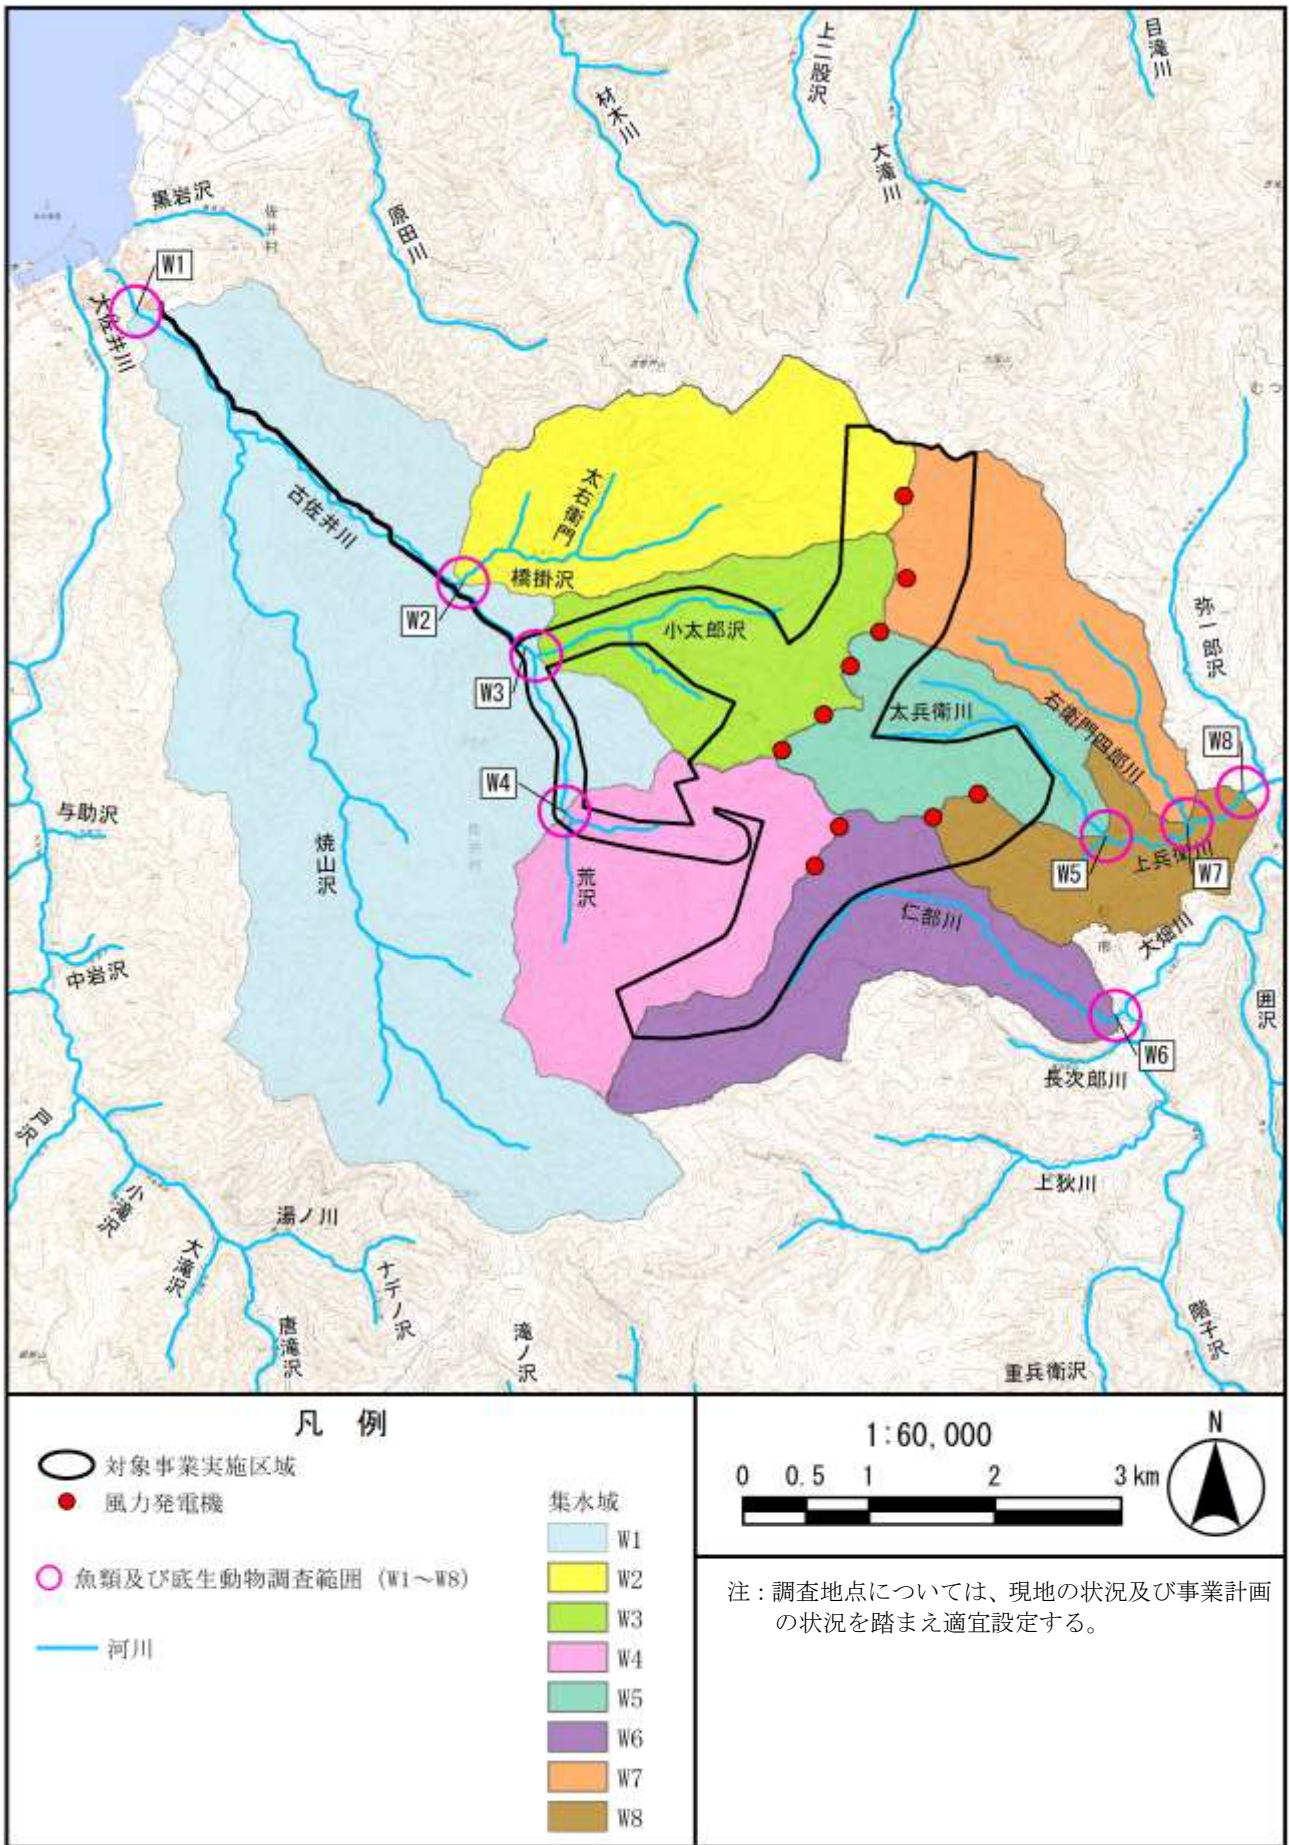 上二股沢
目滝川
材木川
大滝川
黒岩沢
佐井村
原田川
W1
大佐井川
むつ
太右衛門
古佐井川
橋掛沢
W2
小太郎沢
弥一郎沢
W3
太兵衛川
右衛門四郎川
W8
W4
与助沢
焼山沢
上兵衛川
W5
W7
荒沢
仁部川
大畑川
市
中岩沢
囲沢
W6
長次郎川
戸沢
上狄川
小滝沢
湯ノ川
大滝沢
ナデノ沢
唐滝沢
滝ノ沢
階子沢
重兵衛沢
凡 例
対象事業実施区域
風力発電機
魚類及び底生動物調査範囲 (W1~W8)
河川
集水域
W1
W2
W3
W4
W5
W6
W7
W8
1:60,000
0 0.5 1 2 3 km
N
注：調査地点については、現地の状況及び事業計画
の状況を踏まえ適宜設定する。